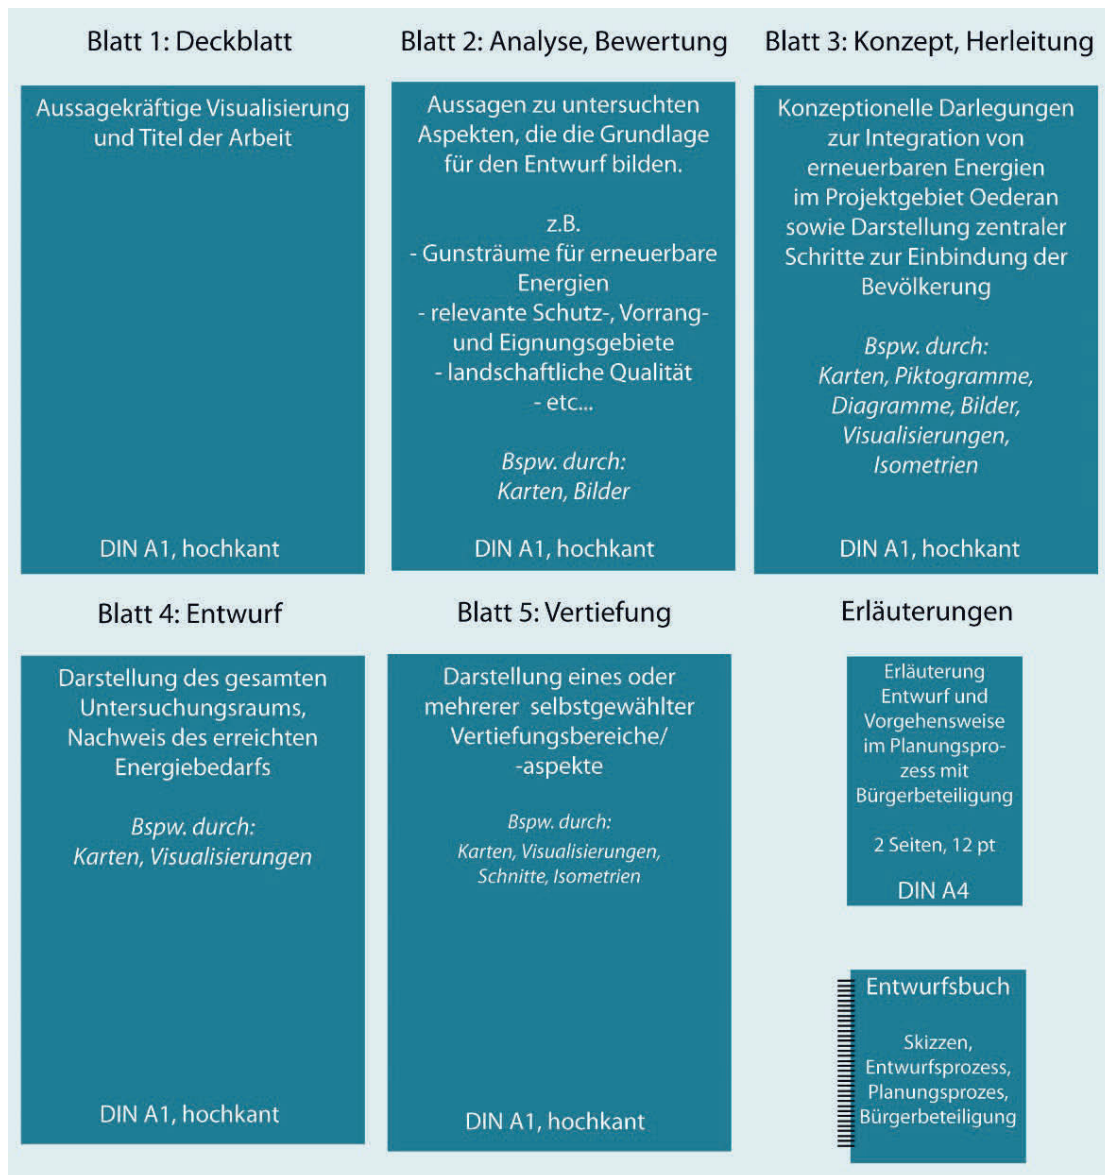 Blatt 1: Deckblatt
Aussagekräftige Visualisierung
und Titel der Arbeit
DIN A1, hochkant
Blatt 2: Analyse, Bewertung
Aussagen zu untersuchten
Aspekten, die die Grundlage
für den Entwurf bilden.
z.B.
- Gunsträume für erneuerbare
Energien
- relevante Schutz-, Vorrang-
und Eignungsgebiete
- landschaftliche Qualität
- etc...
Bspw. durch:
Karten, Bilder
DIN A1, hochkant
Blatt 3: Konzept, Herleitung
Konzeptionelle Darlegungen
zur Integration von
erneuerbaren Energien
im Projektgebiet Oederan
sowie Darstellung zentraler
Schritte zur Einbindung der
Bevölkerung
Bspw. durch:
Karten, Piktogramme,
Diagramme, Bilder,
Visualisierungen,
Isometrien
DIN A1, hochkant
Blatt 4: Entwurf
Darstellung des gesamten
Untersuchungsraums,
Nachweis des erreichten
Energiebedarfs
Bspw. durch:
Karten, Visualisierungen
DIN A1, hochkant
Blatt 5: Vertiefung
Darstellung eines oder
mehrerer selbstgewählter
Vertiefungsbereiche/
-aspekte
Bspw. durch:
Karten, Visualisierungen,
Schnitte, Isometrien
DIN A1, hochkant
Erläuterungen
Erläuterung
Entwurf und
Vorgehensweise
im Planungspro-
zess mit
Bürgerbeteiligung
2 Seiten, 12 pt
DIN A4
Entwurfsbuch
Skizzen,
Entwurfsprozess,
Planungsprozes,
Bürgerbeteiligung